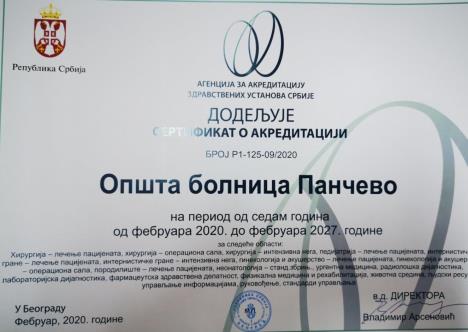 Република Србија
АГЕНЦИЈА ЗА АКРЕДИТАЦИЈУ
ЗДРАВСТВЕНИХ УСТАНОВА СРБИЈЕ
ДОДЕЉУЈЕ
СЕРТИФИКАТ О АКРЕДИТАЦИЈИ
БРОЈ Р1-125-09/2020
Општа болница Панчево
на период од седам година
од фебруара 2020. до фебруара 2027. године
за следеће области:
Хирургија – лечење пацијената, хирургија – операциона сала, хирургија – интензивна нега, педијатрија – лечење пацијената, интернистичке
гране – лечење пацијената, интернистичке гране – интензивна нега, гинекологија и акушерство – лечење пацијената, гинекологија и акушер
– операциона сала, породилиште – лечење пацијената, неонатологија – стац.збрин., ургентна медицина, радиолошка дијагностика,
лабораторијска дијагностика, фармацеутска здравствена делатност, физикална медицина и рехабилитација, животна средина, људски ресу
управљање информацијама, руковођење, стандарди управљања
У Београду
Фебруар, 2020. године
в.д. ДИРЕКТОРА
Владимир Арсеновић